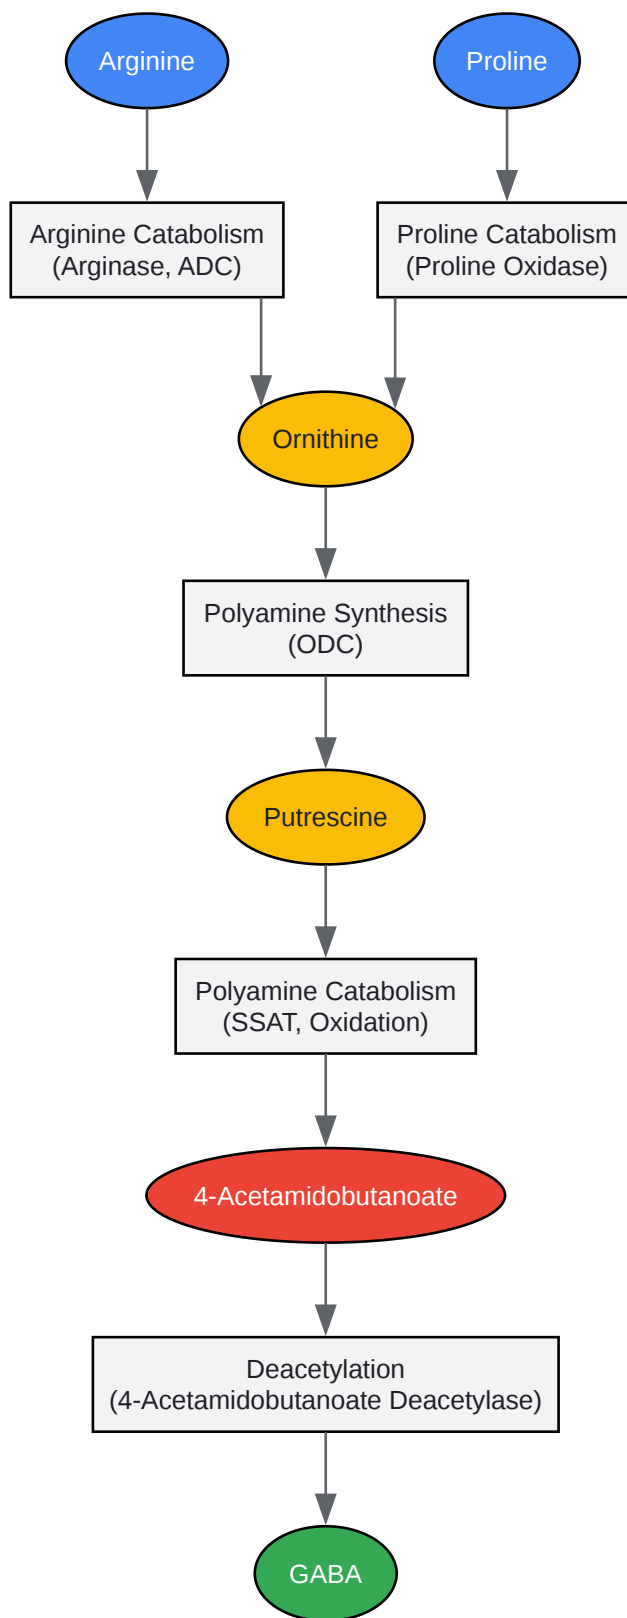 Arginine
Proline
Arginine Catabolism
(Arginase, ADC)
Proline Catabolism
(Proline Oxidase)
Ornithine
Polyamine Synthesis
(ODC)
Putrescine
Polyamine Catabolism
(SSAT, Oxidation)
4-Acetamidobutanoate
Deacetylation
(4-Acetamidobutanoate Deacetylase)
GABA